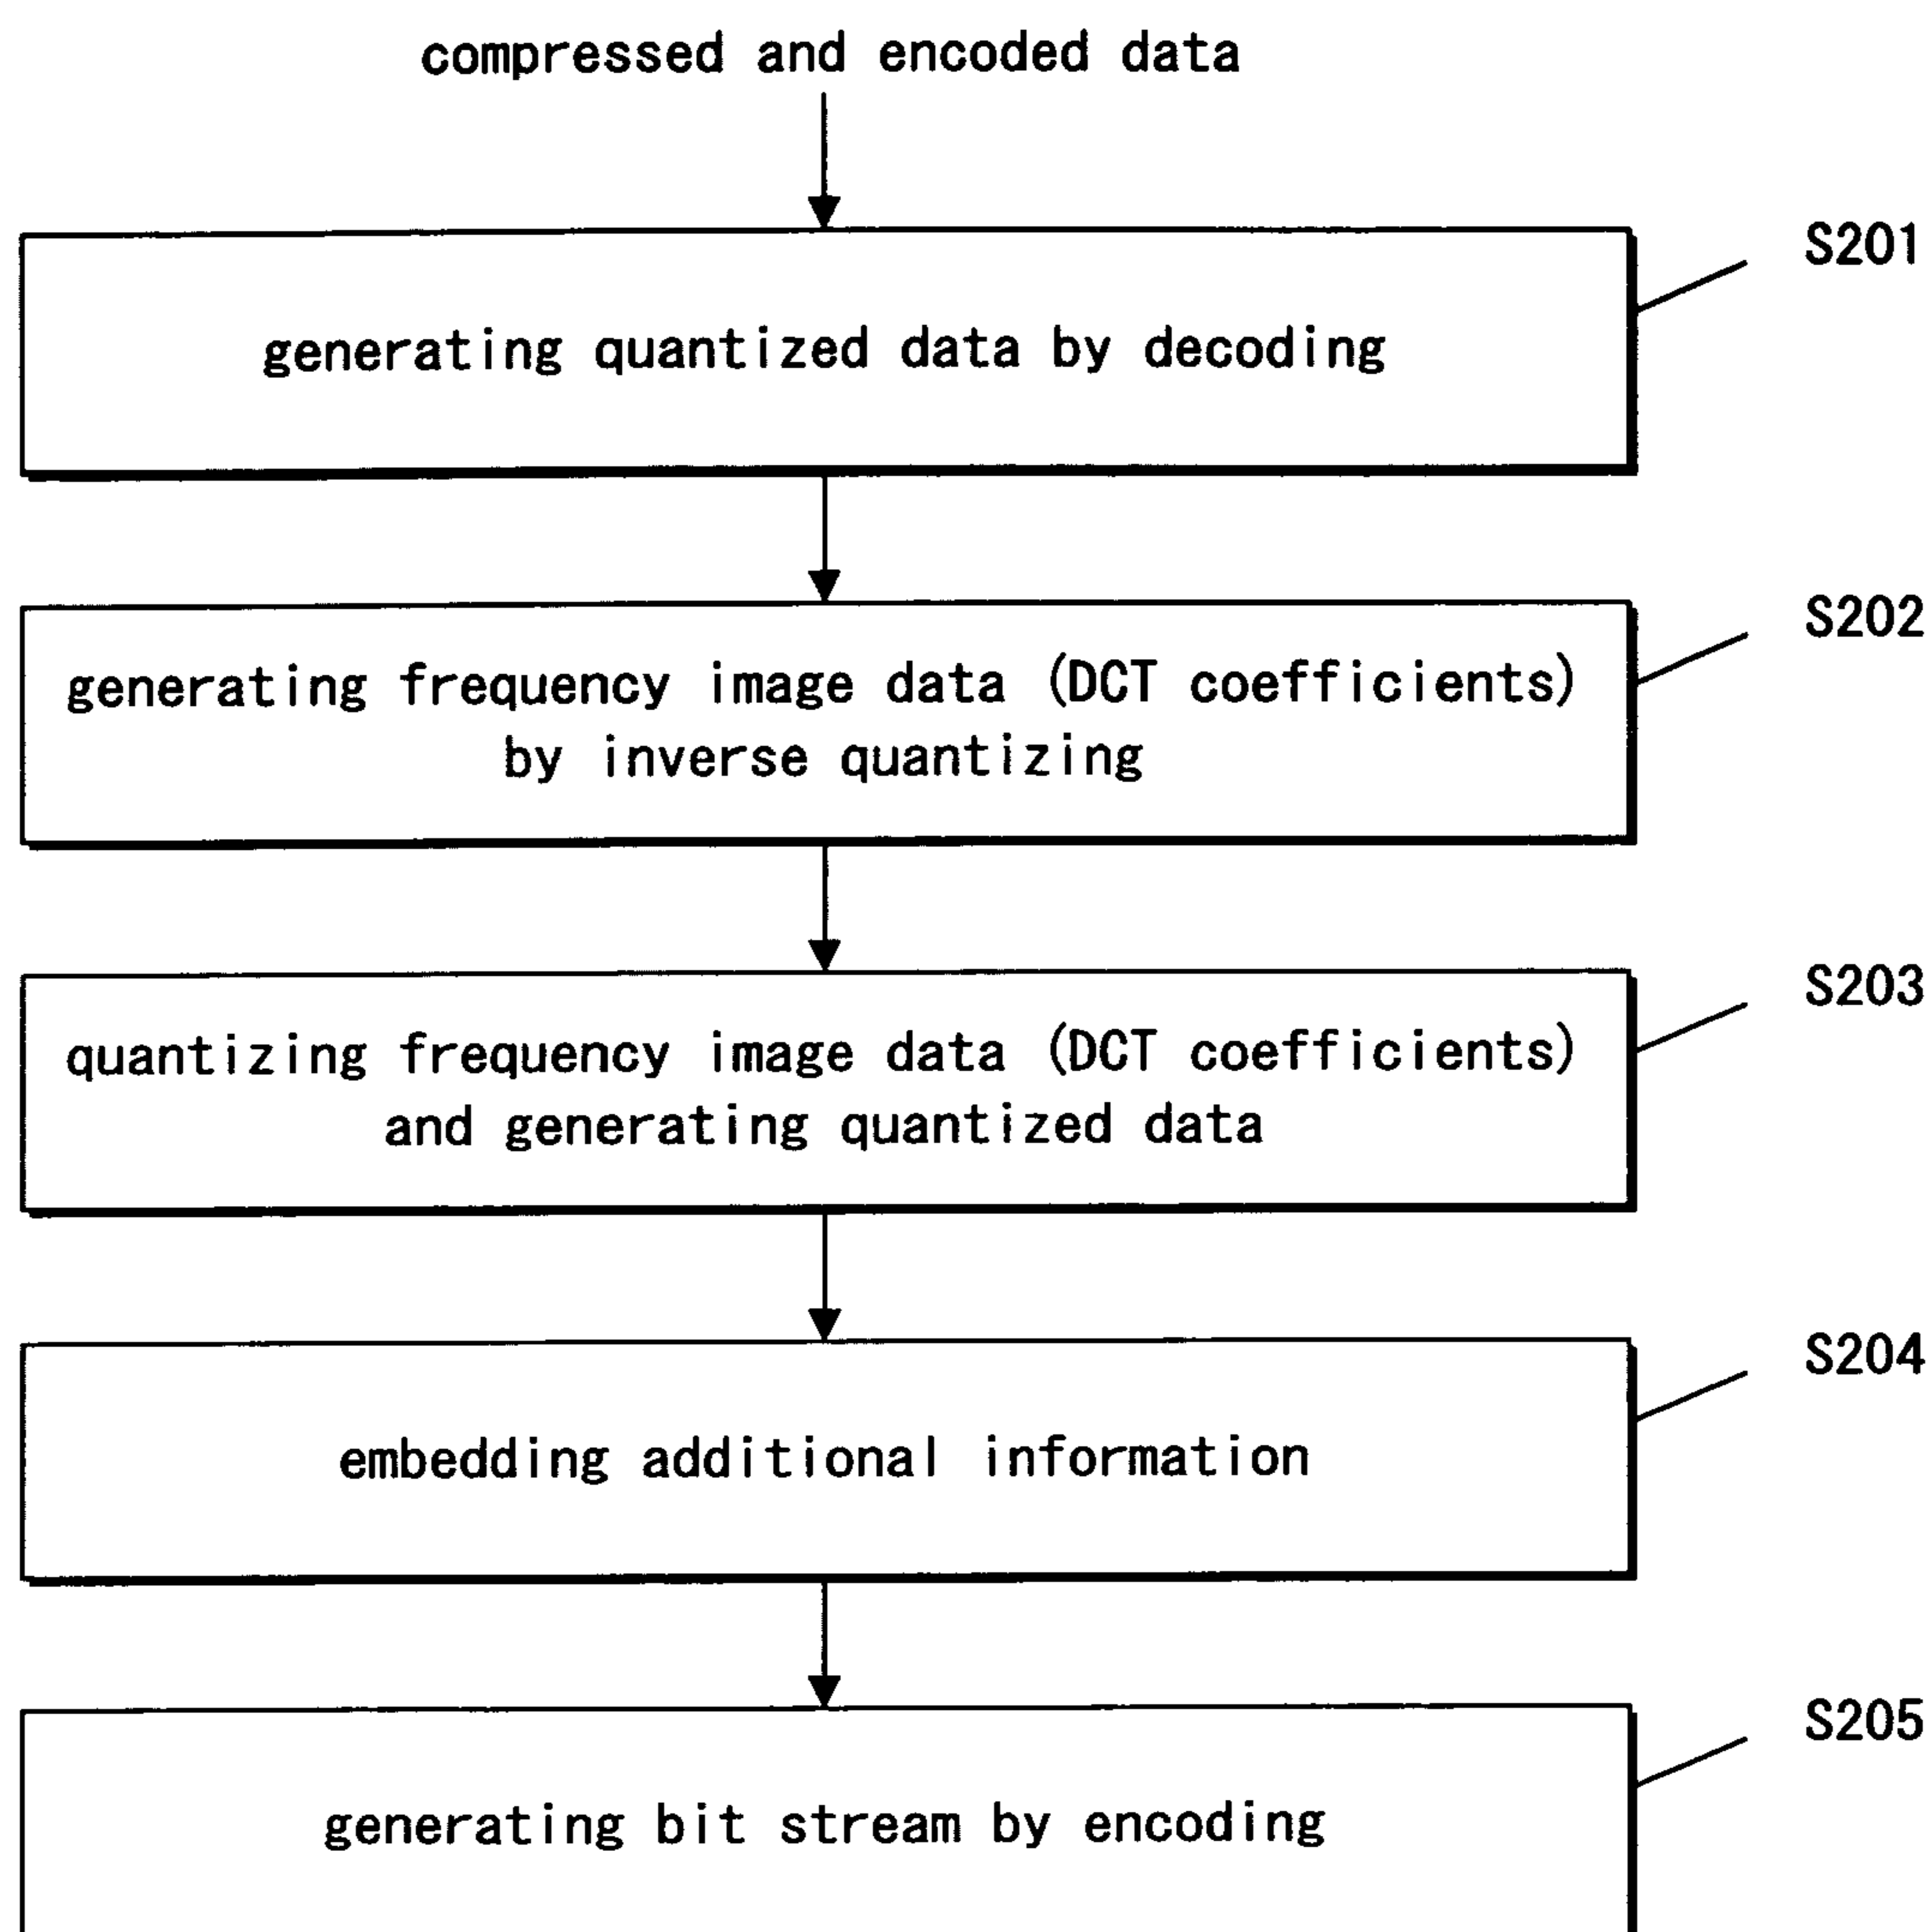 compressed and encoded data
S201
generating quantized data by decoding
S202
generating frequency image data (DCT coefficients)
by inverse quantizing
S203
quantizing frequency image data (DCT coefficients)
and generating quantized data
S204
embedding additional information
S205
generating bit stream by encoding